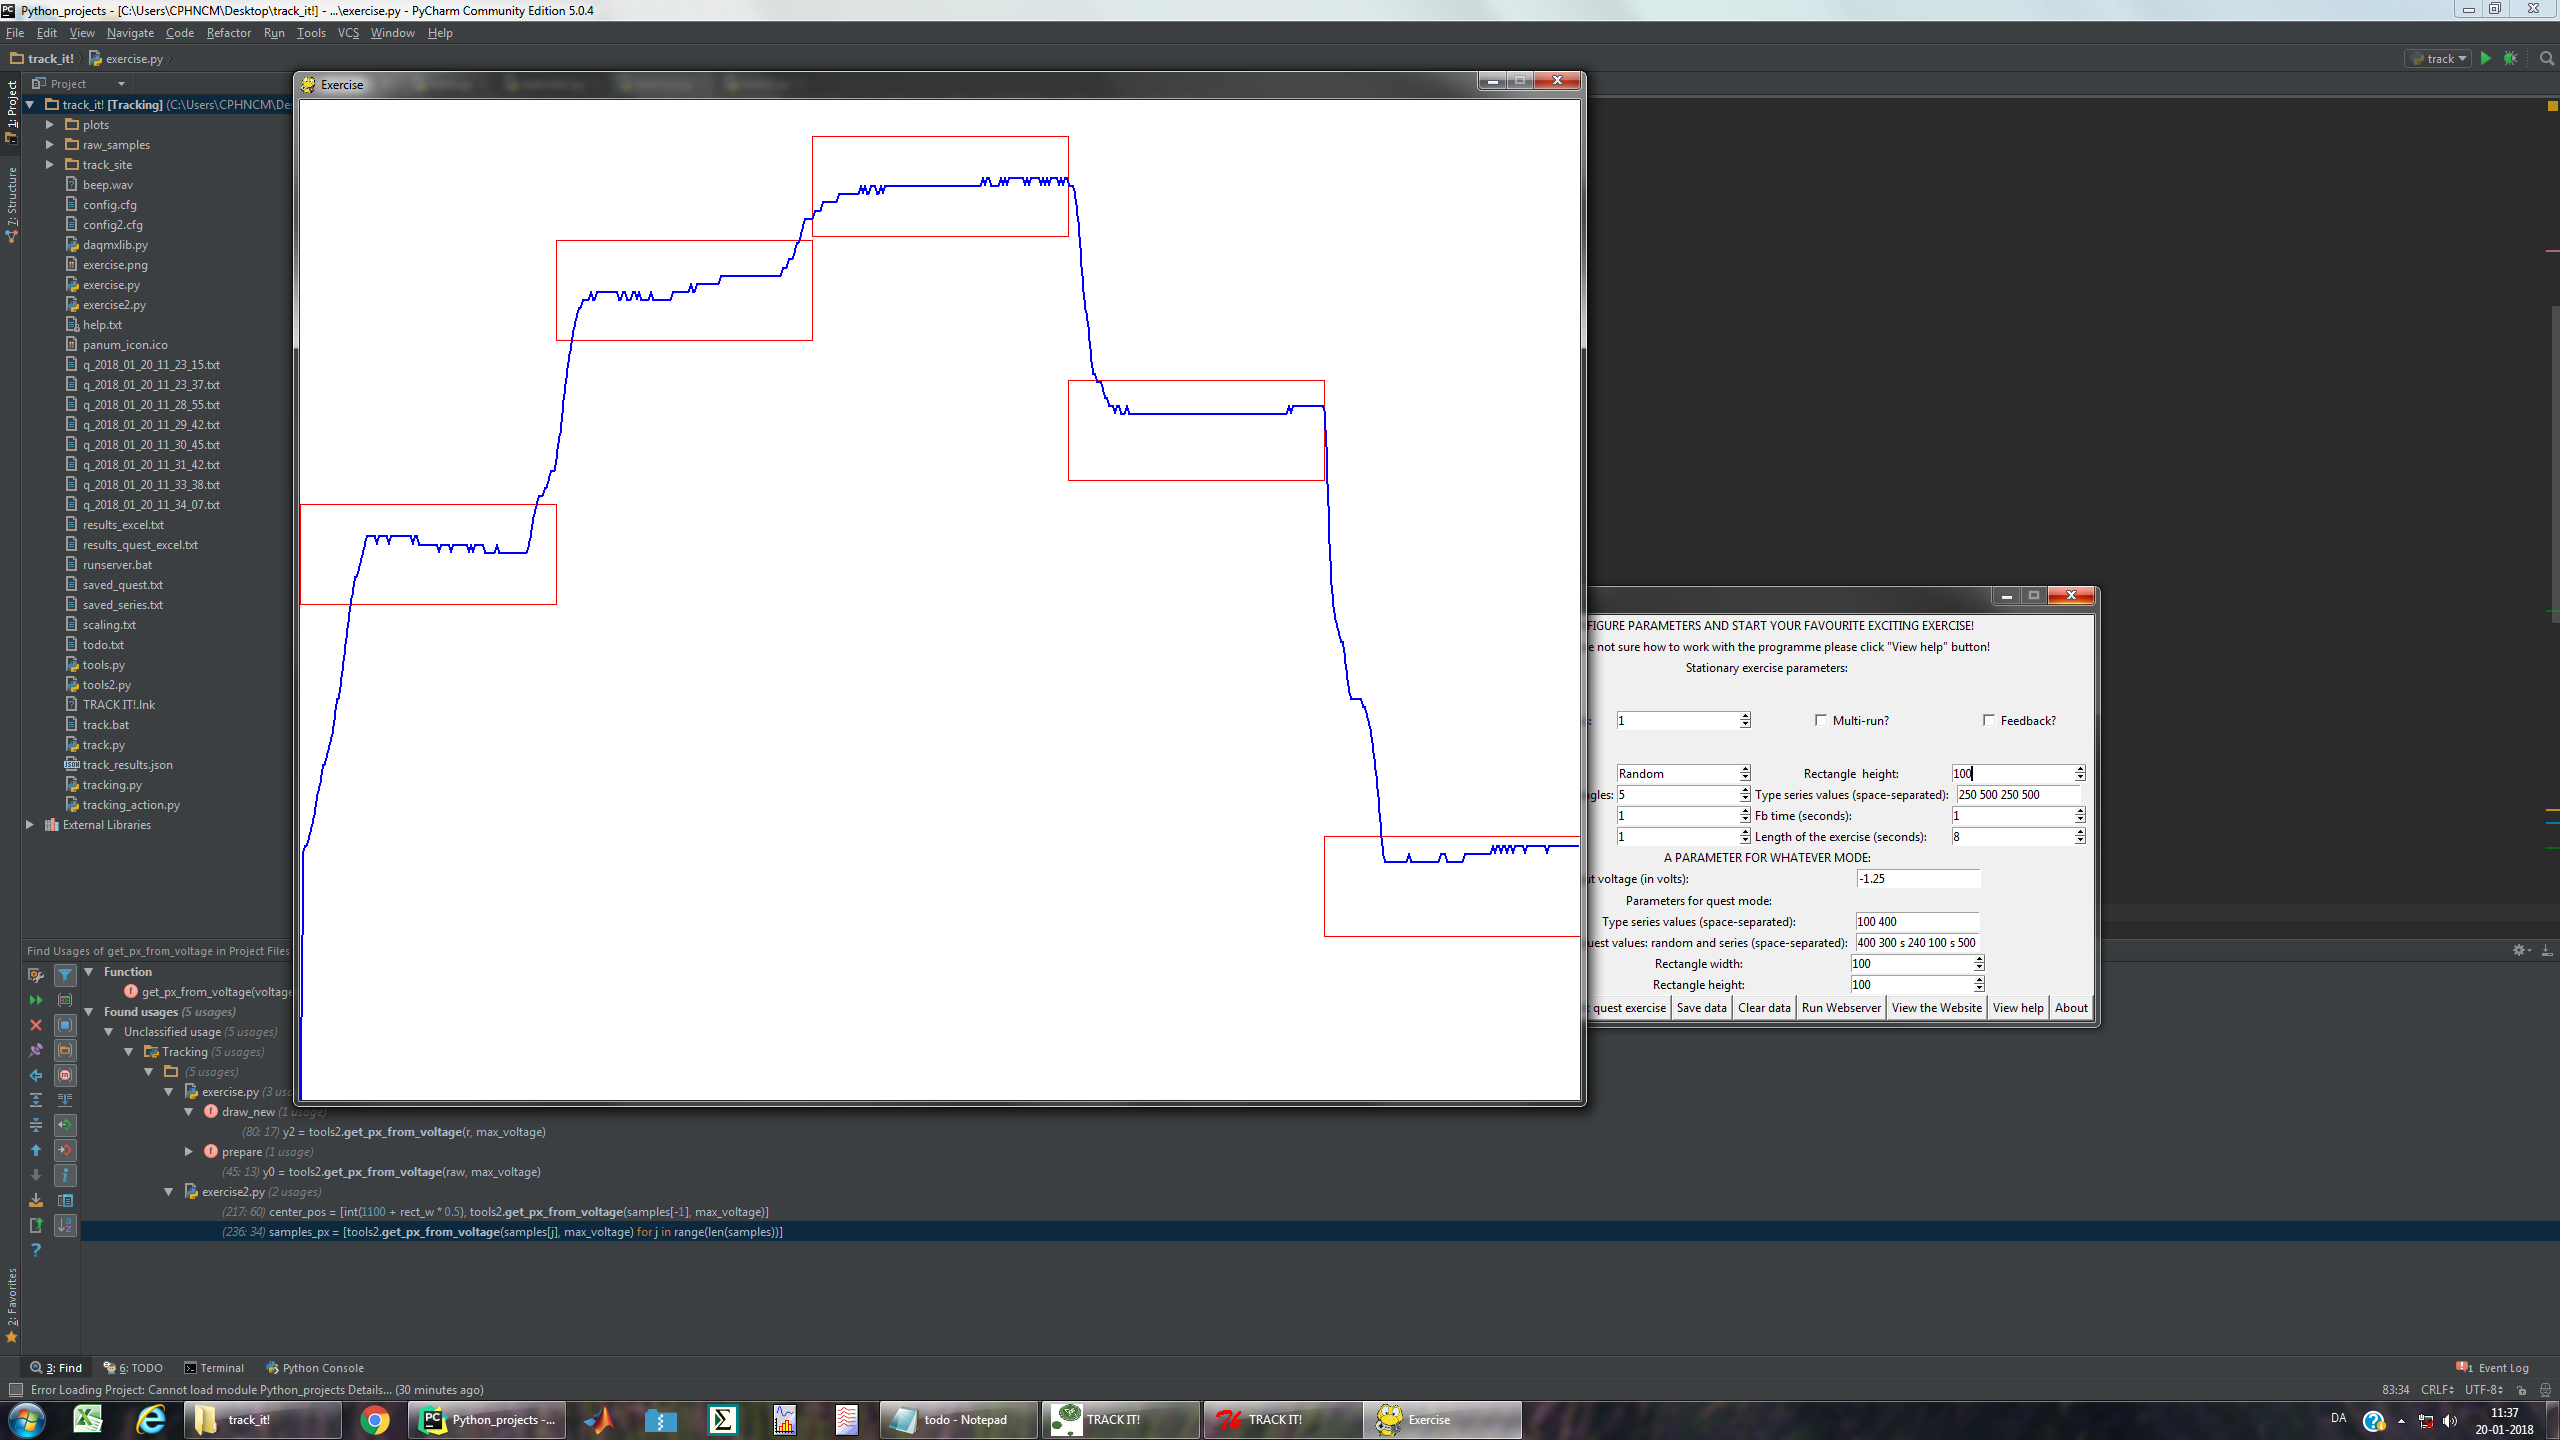 Python_projects - [C:\Users\CPHNCM\Desktop\track_it!] - ...\exercise.py - PyCharm Community Edition 5.0.4
File Edit View Navigate Code Refactor Run Tools VCS Window Help
track_it! exercise.py track
Project
1: Project
7: Structure
2: Favorites
track_it! [Tracking] (C:\Users\CPHNCM\De
plots
raw_samples
track_site
beep.wav
config.cfg
config2.cfg
daqmxlib.py
exercise.png
exercise.py
exercise2.py
help.txt
panum_icon.ico
q_2018_01_20_11_23_15.txt
q_2018_01_20_11_23_37.txt
q_2018_01_20_11_28_55.txt
q_2018_01_20_11_29_42.txt
q_2018_01_20_11_30_45.txt
q_2018_01_20_11_31_42.txt
q_2018_01_20_11_33_38.txt
q_2018_01_20_11_34_07.txt
results_excel.txt
results_quest_excel.txt
runserver.bat
saved_quest.txt
saved_series.txt
scaling.txt
todo.txt
tools.py
tools2.py
TRACK IT!.lnk
track.bat
track.py
track_results.json
tracking.py
tracking_action.py
External Libraries
Exercise
FIGURE PARAMETERS AND START YOUR FAVOURITE EXCITING EXERCISE!
e not sure how to work with the programme please click "View help" button!
Stationary exercise parameters:
1 Multi-run? Feedback?
Random Rectangle height: 100
ngles: 5 Type series values (space-separated): 250 500 250 500
1 Fb time (seconds): 1
1 Length of the exercise (seconds): 8
A PARAMETER FOR WHATEVER MODE:
ut voltage (in volts): -1.25
Parameters for quest mode:
Type series values (space-separated): 100 400
uest values: random and series (space-separated): 400 300 s 240 100 s 500
Rectangle width: 100
Rectangle height: 100
t quest exercise Save data Clear data Run Webserver View the Website View help About
Find Usages of get_px_from_voltage in Project Files
Function
get_px_from_voltage(voltage
Found usages (5 usages)
Unclassified usage (5 usages)
Tracking (5 usages)
(5 usages)
exercise.py (3 usa
draw_new (1 usage)
(80: 17) y2 = tools2.get_px_from_voltage(r, max_voltage)
prepare (1 usage)
(45: 13) y0 = tools2.get_px_from_voltage(raw, max_voltage)
exercise2.py (2 usages)
(217: 60) center_pos = [int(1100 + rect_w * 0.5), tools2.get_px_from_voltage(samples[-1], max_voltage)]
(236: 34) samples_px = [tools2.get_px_from_voltage(samples[j], max_voltage) for j in range(len(samples))]
3: Find 6: TODO Terminal Python Console 1 Event Log
Error Loading Project: Cannot load module Python_projects Details... (30 minutes ago) 83:34 CRLF UTF-8
track_it! Python_projects -... todo - Notepad TRACK IT! TRACK IT! Exercise DA 11:37
20-01-2018